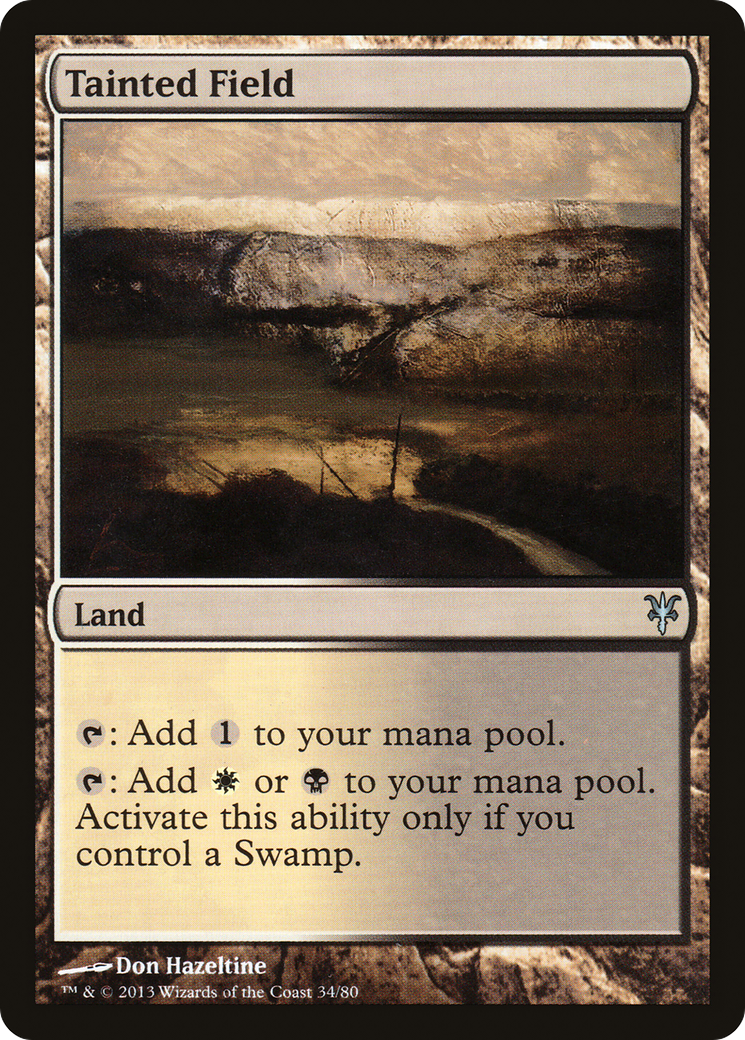 Tainted Field
Land
: Add 1 to your mana pool.
: Add or to your mana pool.
Activate this ability only if you
control a Swamp.
Don Hazeltine
™ & © 2013 Wizards of the Coast 34/80